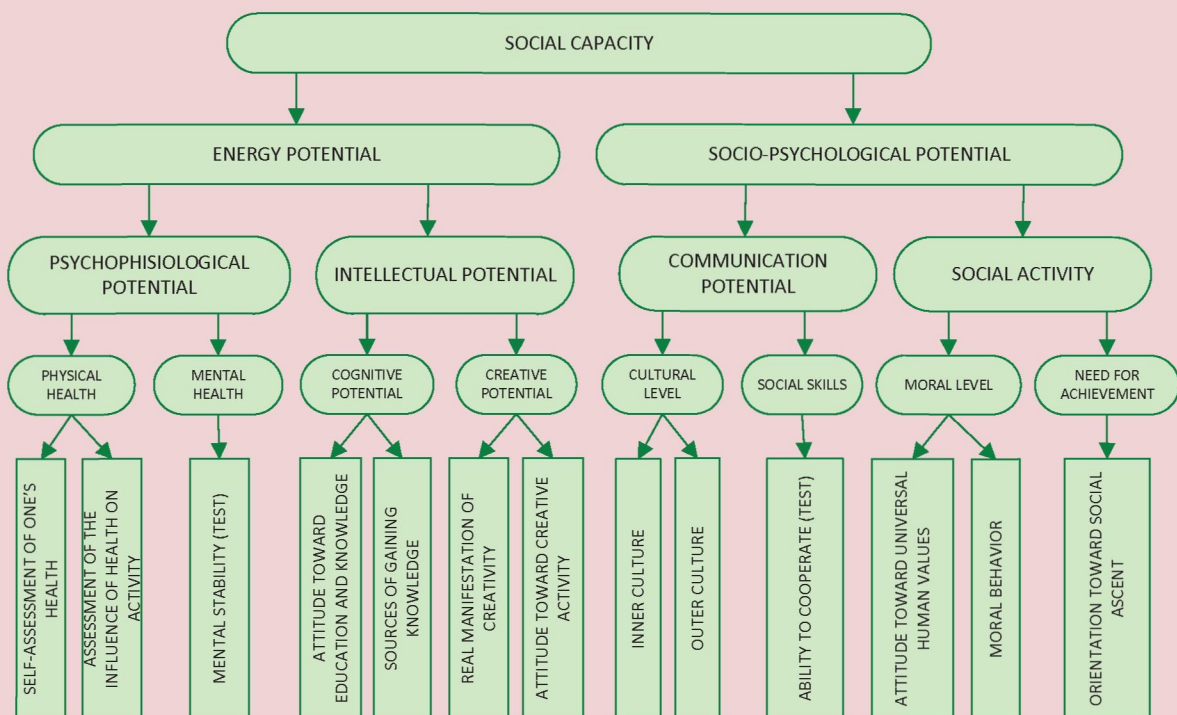 SOCIAL CAPACITY
ENERGY POTENTIAL
SOCIO-PSYCHOLOGICAL POTENTIAL
PSYCHOPHISIOLOGICAL
POTENTIAL
INTELLECTUAL POTENTIAL
COMMUNICATION
POTENTIAL
SOCIAL ACTIVITY
PHYSICAL
HEALTH
MENTAL
HEALTH
COGNITIVE
POTENTIAL
CREATIVE
POTENTIAL
CULTURAL
LEVEL
SOCIAL SKILLS
MORAL LEVEL
NEED FOR
ACHIEVEMENT
SELF-ASSESSMENT OF ONE'S
HEALTH
ASSESSMENT OF THE
INFLUENCE OF HEALTH ON
ACTIVITY
MENTAL STABILITY (TEST)
ATTITUDE TOWARD
EDUCATION AND KNOWLEDGE
SOURCES OF GAINING
KNOWLEDGE
REAL MANIFESTATION OF
CREATIVITY
ATTITUDE TOWARD CREATIVE
ACTIVITY
INNER CULTURE
OUTER CULTURE
ABILITY TO COOPERATE (TEST)
ATTITUDE TOWARD UNIVERSAL
HUMAN VALUES
MORAL BEHAVIOR
ORIENTATION TOWARD SOCIAL
ASCENT